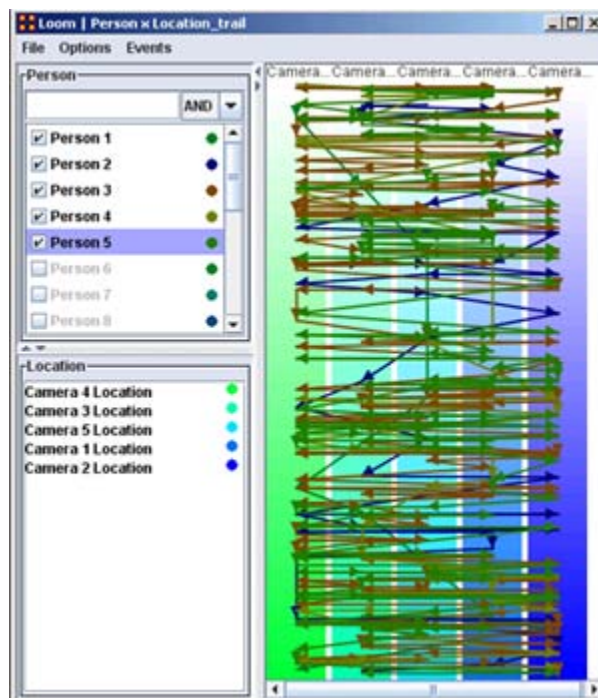 Loom | Person x Location_trail
File Options Events
Person
AND
Person 1
Person 2
Person 3
Person 4
Person 5
Person 6
Person 7
Person 8
Location
Camera 4 Location
Camera 3 Location
Camera 5 Location
Camera 1 Location
Camera 2 Location
Camera... Camera... Camera... Camera... Camera...